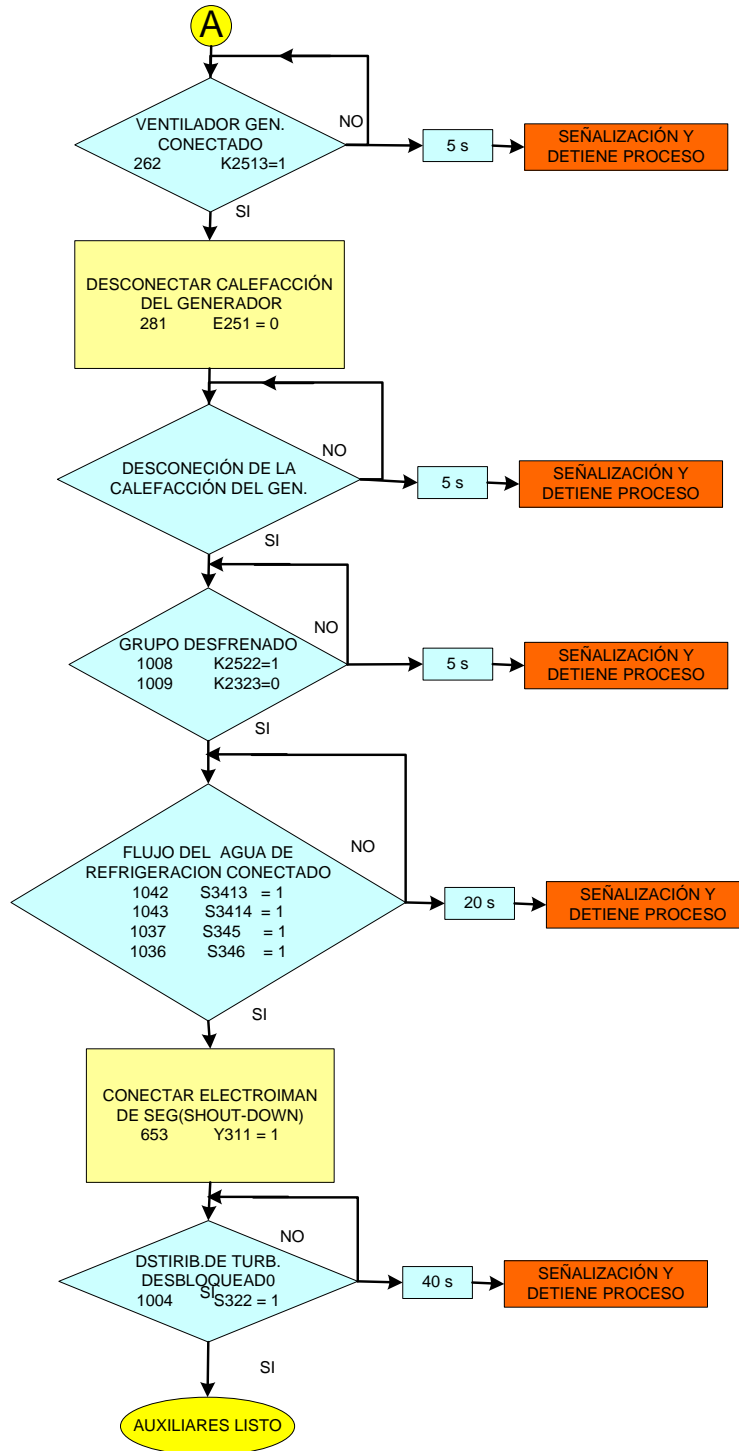 A
VENTILADOR GEN.
CONECTADO
262 K2513=1
NO
5 s
SEÑALIZACIÓN Y
DETIENE PROCESO
SI
DESCONECTAR CALEFACCIÓN
DEL GENERADOR
281 E251 = 0
NO
DESCONECIÓN DE LA
CALEFACCIÓN DEL GEN.
5 s
SEÑALIZACIÓN Y
DETIENE PROCESO
SI
GRUPO DESFRENADO
1008 K2522=1
1009 K2323=0
NO
5 s
SEÑALIZACIÓN Y
DETIENE PROCESO
SI
FLUJO DEL AGUA DE
REFRIGERACION CONECTADO
1042 S3413 = 1
1043 S3414 = 1
1037 S345 = 1
1036 S346 = 1
NO
20 s
SEÑALIZACIÓN Y
DETIENE PROCESO
SI
CONECTAR ELECTROIMAN
DE SEG(SHOUT-DOWN)
653 Y311 = 1
NO
DSTIRIB.DE TURB.
DESBLOQUEAD0
SI
1004 S322 = 1
40 s
SEÑALIZACIÓN Y
DETIENE PROCESO
SI
AUXILIARES LISTO